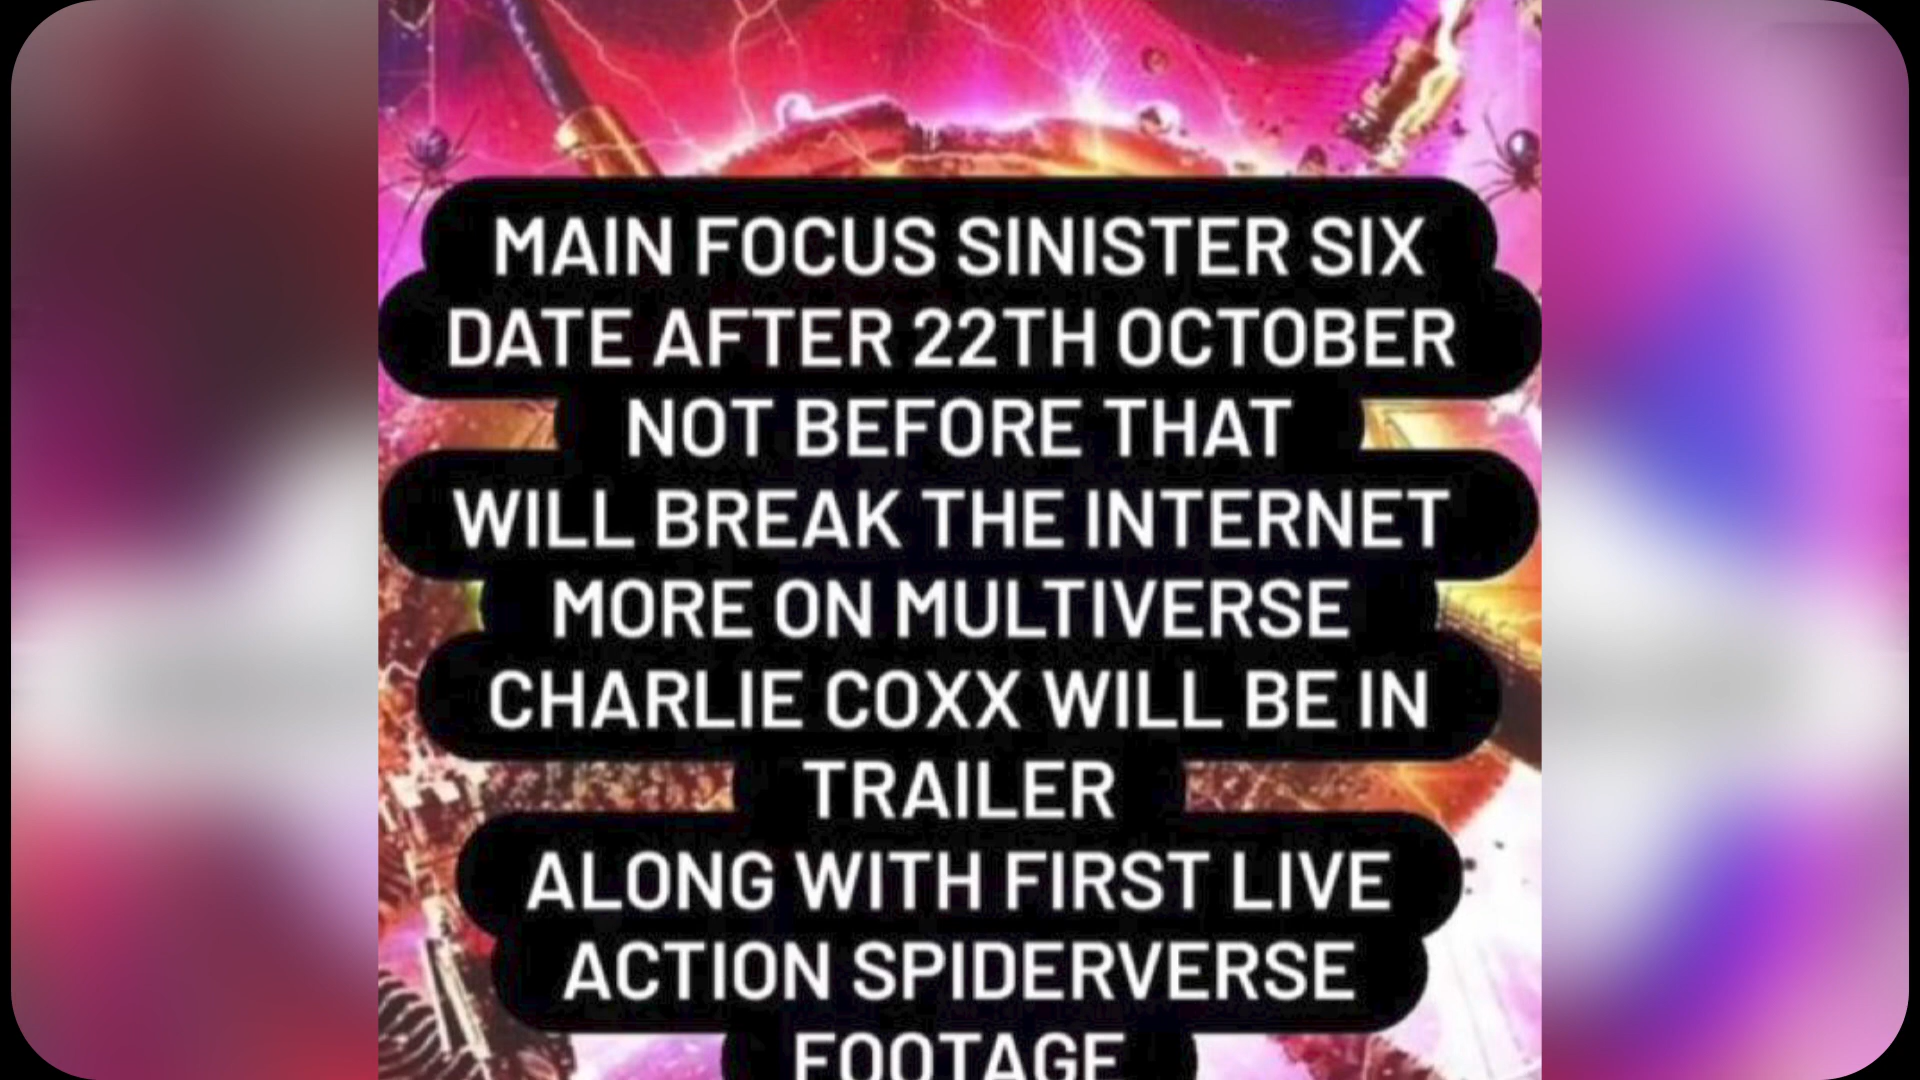 MAIN FOCUS SINISTER SIX
DATE AFTER 22TH OCTOBER
NOT BEFORE THAT
WILL BREAK THE INTERNET
MORE ON MULTIVERSE
CHARLIE COXX WILL BE IN
TRAILER
ALONG WITH FIRST LIVE
ACTION SPIDERVERSE
FOOTAGE